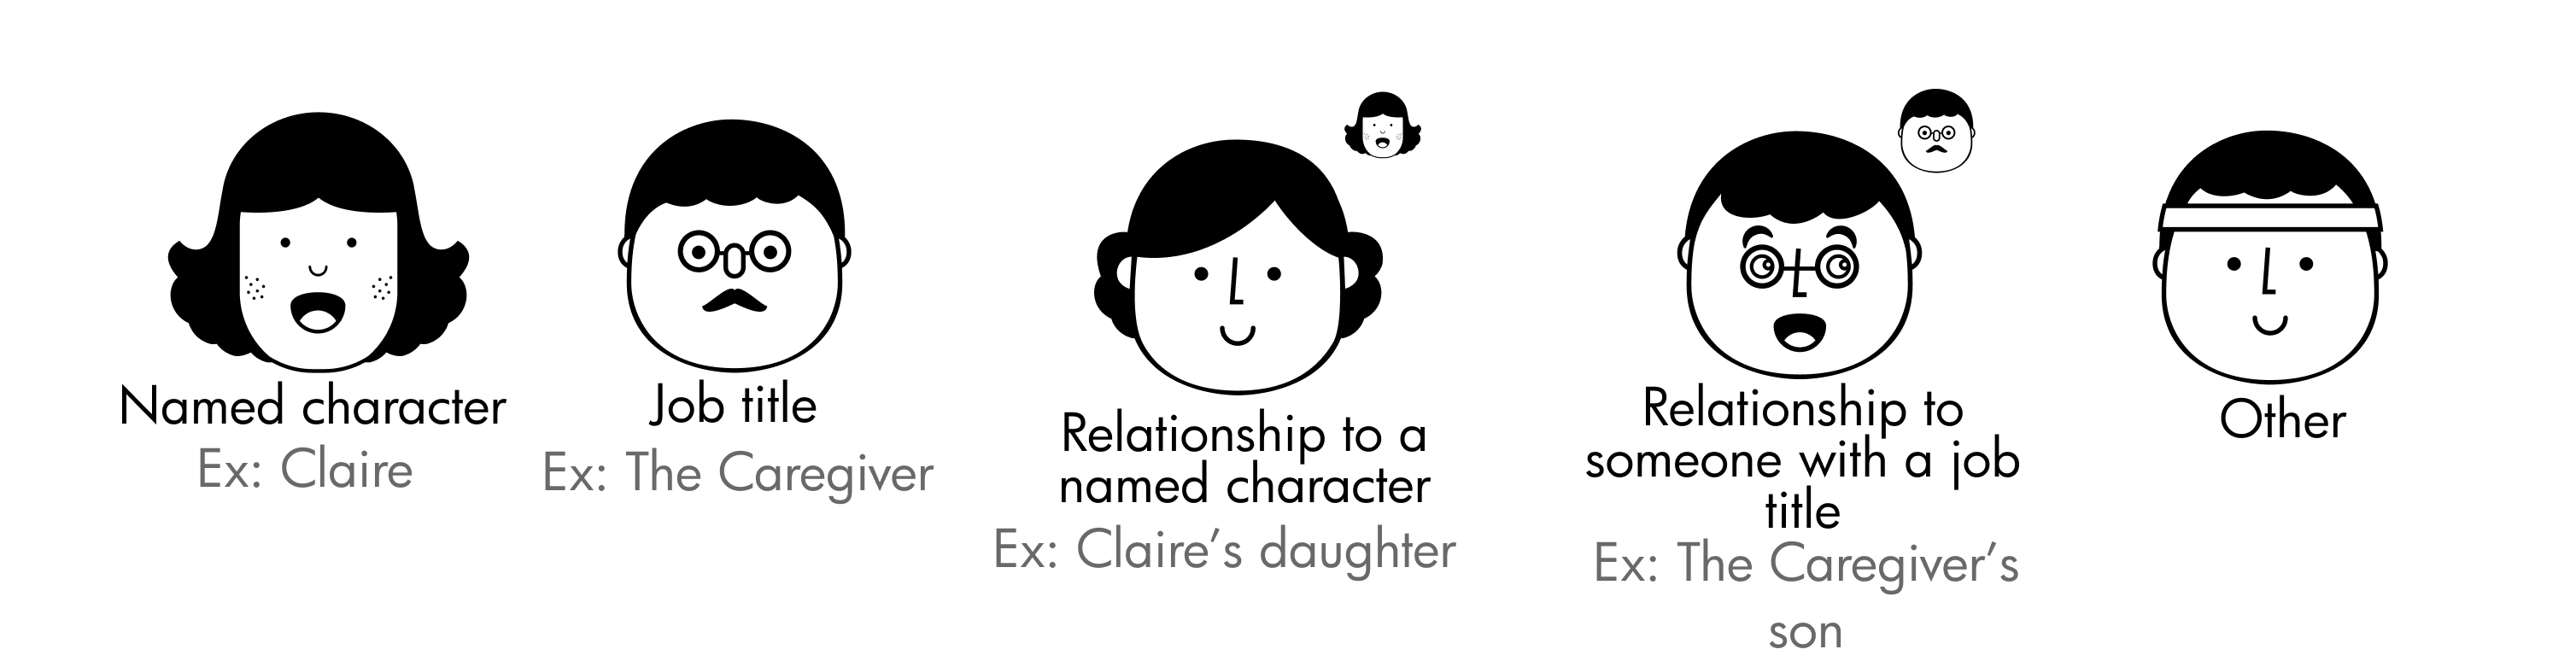 Named character
Ex: Claire
Job title
Ex: The Caregiver
Relationship to a
named character
Ex: Claire’s daughter
Relationship to
someone with a job
title
Ex: The Caregiver’s
son
Other